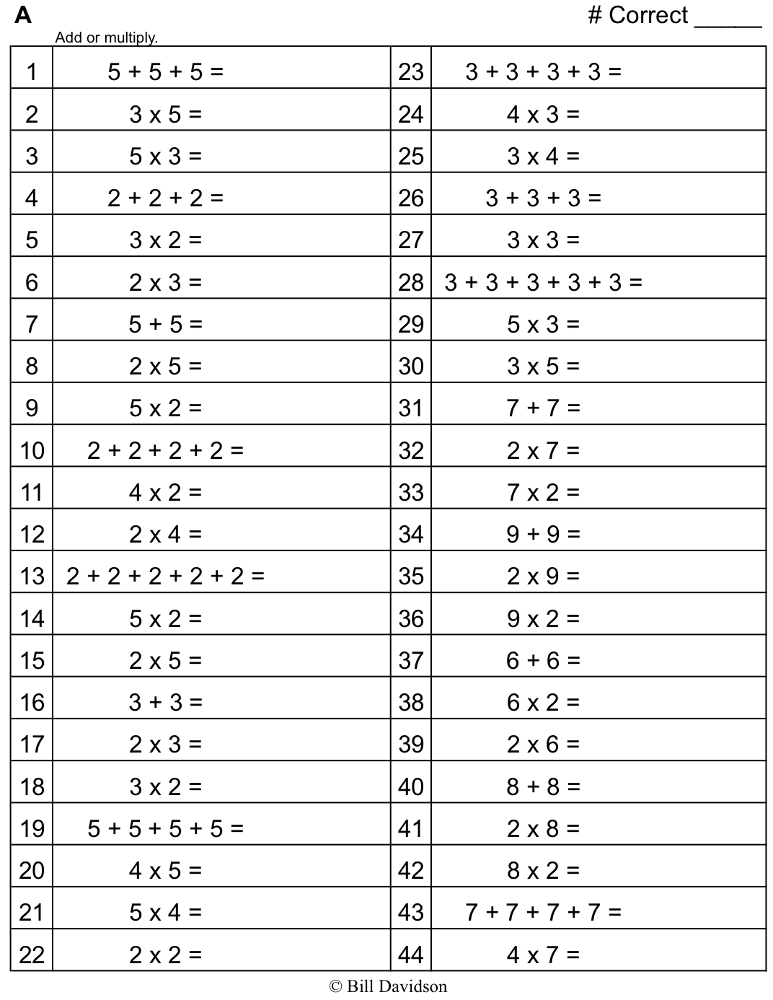 A # Correct _____
Add or multiply.
1 5 + 5 + 5 = 23 3 + 3 + 3 + 3 =
2 3 x 5 = 24 4 x 3 =
3 5 x 3 = 25 3 x 4 =
4 2 + 2 + 2 = 26 3 + 3 + 3 =
5 3 x 2 = 27 3 x 3 =
6 2 x 3 = 28 3 + 3 + 3 + 3 + 3 =
7 5 + 5 = 29 5 x 3 =
8 2 x 5 = 30 3 x 5 =
9 5 x 2 = 31 7 + 7 =
10 2 + 2 + 2 + 2 = 32 2 x 7 =
11 4 x 2 = 33 7 x 2 =
12 2 x 4 = 34 9 + 9 =
13 2 + 2 + 2 + 2 + 2 = 35 2 x 9 =
14 5 x 2 = 36 9 x 2 =
15 2 x 5 = 37 6 + 6 =
16 3 + 3 = 38 6 x 2 =
17 2 x 3 = 39 2 x 6 =
18 3 x 2 = 40 8 + 8 =
19 5 + 5 + 5 + 5 = 41 2 x 8 =
20 4 x 5 = 42 8 x 2 =
21 5 x 4 = 43 7 + 7 + 7 + 7 =
22 2 x 2 = 44 4 x 7 =
© Bill Davidson